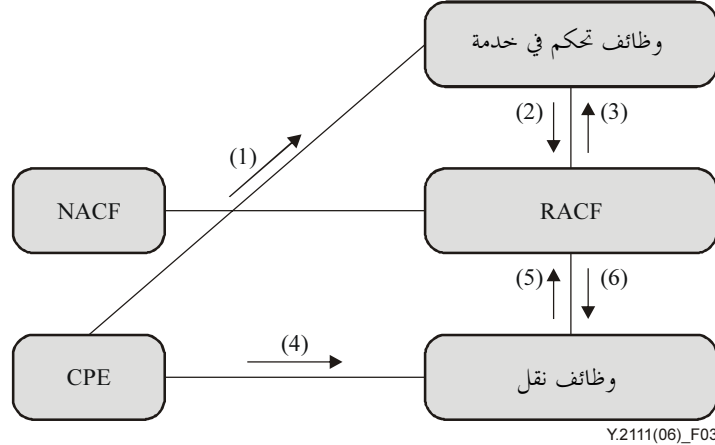 وظائف تحكم في خدمة
(2)
(3)
(1)
NACF
RACF
(5)
(6)
(4)
CPE
وظائف نقل
Y.2111(06)_F03